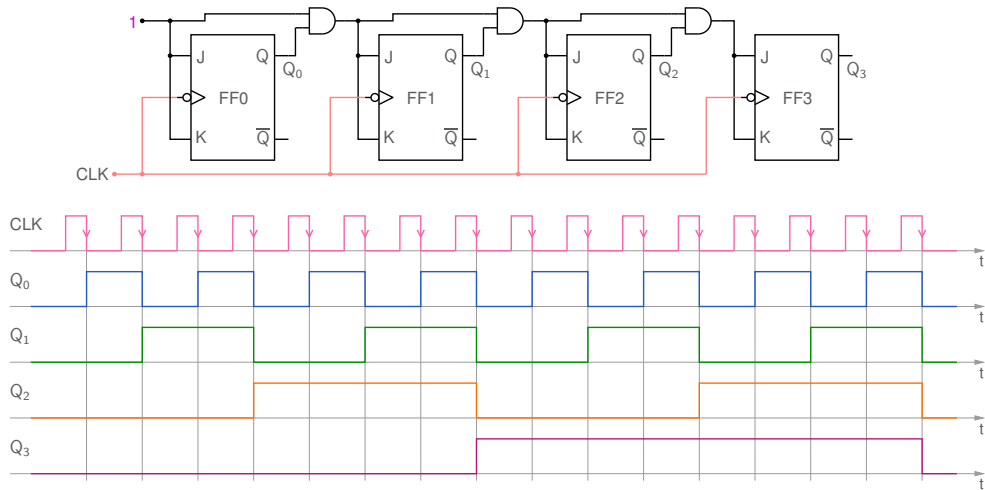 1
J Q J Q J Q J Q
Q₀ Q₁ Q₂ Q₃
FF0 FF1 FF2 FF3
K Q̅ K Q̅ K Q̅ K Q̅
CLK
CLK
t
Q₀
t
Q₁
t
Q₂
t
Q₃
t